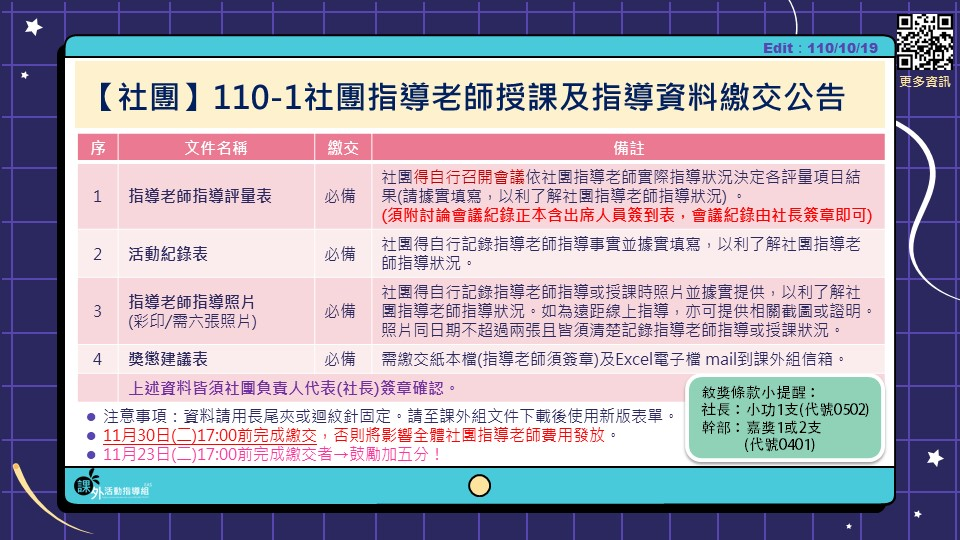 Edit：110/10/19
更多資訊
【社團】110-1社團指導老師授課及指導資料繳交公告
序 文件名稱 繳交 備註
1 指導老師指導評量表 必備 社團得自行召開會議依社團指導老師實際指導狀況決定各評量項目結
果(請據實填寫，以利了解社團指導老師指導狀況)。
(須附討論會議紀錄正本含出席人員簽到表，會議紀錄由社長簽章即可)
2 活動紀錄表 必備 社團得自行記錄指導老師指導事實並據實填寫，以利了解社團指導老
師指導狀況。
3 指導老師指導照片
(彩印/需六張照片)
必備 社團得自行記錄指導老師指導或授課時照片並據實提供，以利了解社
團指導老師指導狀況。如為遠距線上指導，亦可提供相關截圖或證明。
照片同日期不超過兩張且皆須清楚記錄指導老師指導或授課狀況。
4 獎懲建議表 必備 需繳交紙本檔(指導老師須簽章)及Excel電子檔 mail到課外組信箱。
上述資料皆須社團負責人代表(社長)簽章確認。
● 注意事項：資料請用長尾夾或迴紋針固定。請至課外組文件下載後使用新版表單。
● 11月30日(二)17:00前完成繳交，否則將影響全體社團指導老師費用發放。
● 11月23日(二)17:00前完成繳交者→鼓勵加五分！
敘獎條款小提醒：
社長：小功1支(代號0502)
幹部：嘉獎1或2支
(代號0401)
課外活動指導組